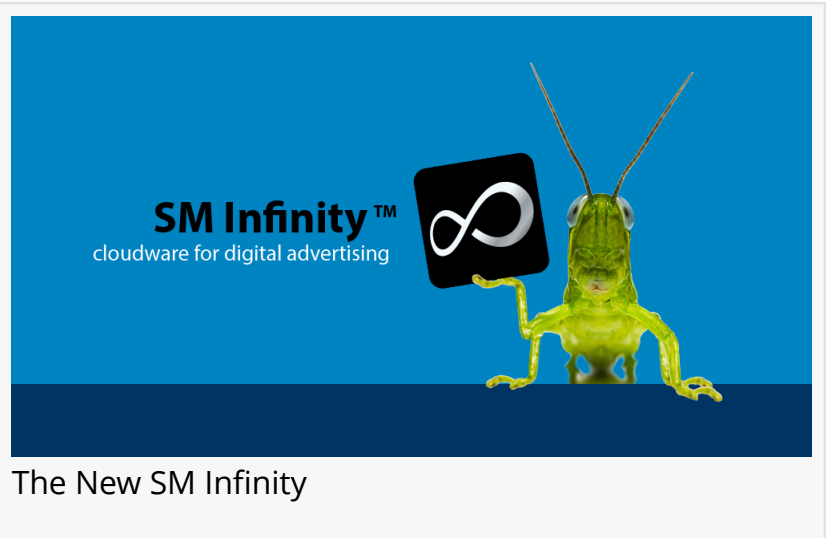 SM Infinity™
cloudware for digital advertising
The New SM Infinity